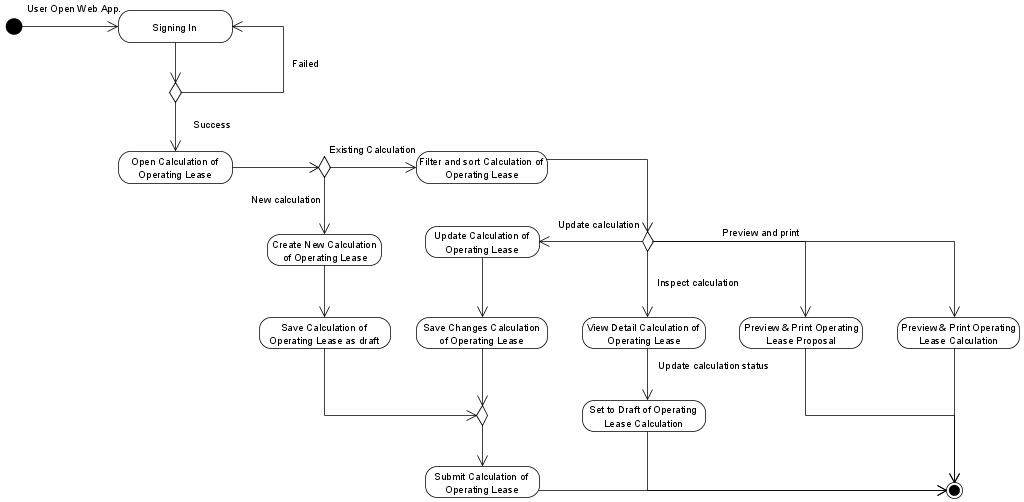 User Open Web App.
Signing In
Failed
Success
Open Calculation of
Operating Lease
Existing Calculation
Filter and sort Calculation of
Operating Lease
New calculation
Create New Calculation
of Operating Lease
Update Calculation of
Operating Lease
Update calculation
Preview and print
Inspect calculation
Save Calculation of
Operating Lease as draft
Save Changes Calculation
of Operating Lease
View Detail Calculation of
Operating Lease
Preview & Print Operating
Lease Proposal
Preview & Print Operating
Lease Calculation
Update calculation status
Set to Draft of Operating
Lease Calculation
Submit Calculation of
Operating Lease